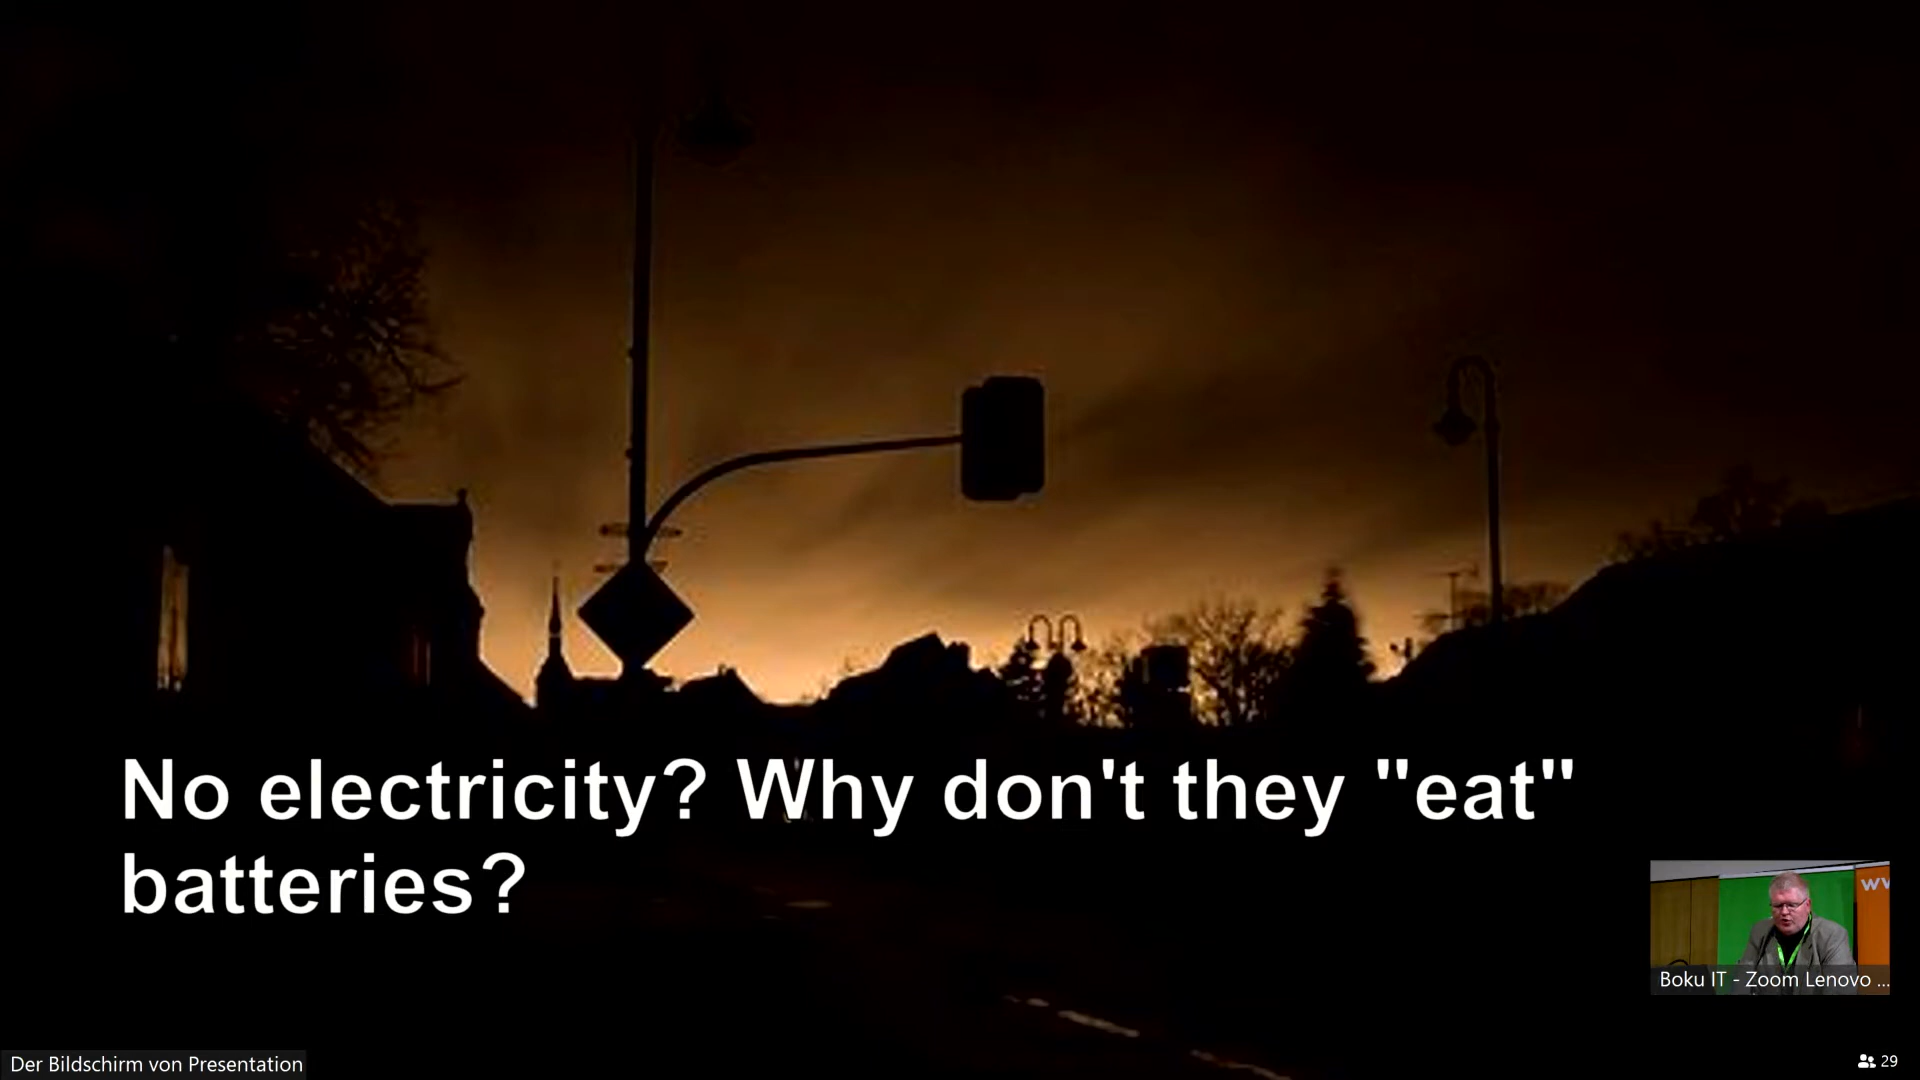 No electricity? Why don't they "eat"
batteries?
Boku IT - Zoom Lenovo ...
Der Bildschirm von Presentation
29